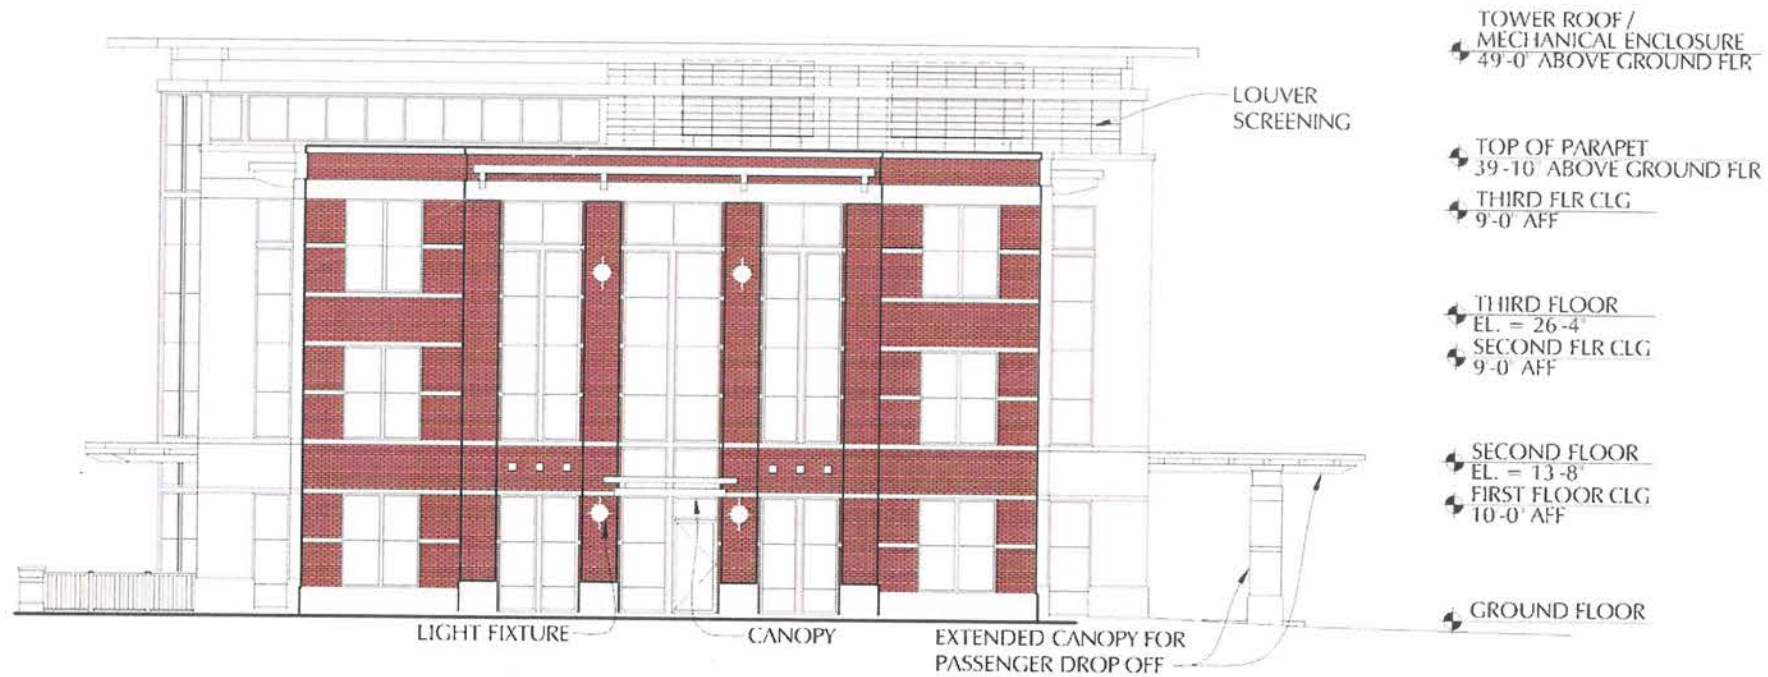 TOWER ROOF /
MECHANICAL ENCLOSURE
49'-0" ABOVE GROUND FLR
LOUVER
SCREENING
TOP OF PARAPET
39'-10" ABOVE GROUND FLR
THIRD FLR CLG
9'-0" AFF
THIRD FLOOR
EL. = 26'-4"
SECOND FLR CLG
9'-0" AFF
SECOND FLOOR
EL. = 13'-8"
FIRST FLOOR CLG
10'-0" AFF
GROUND FLOOR
LIGHT FIXTURE
CANOPY
EXTENDED CANOPY FOR
PASSENGER DROP OFF